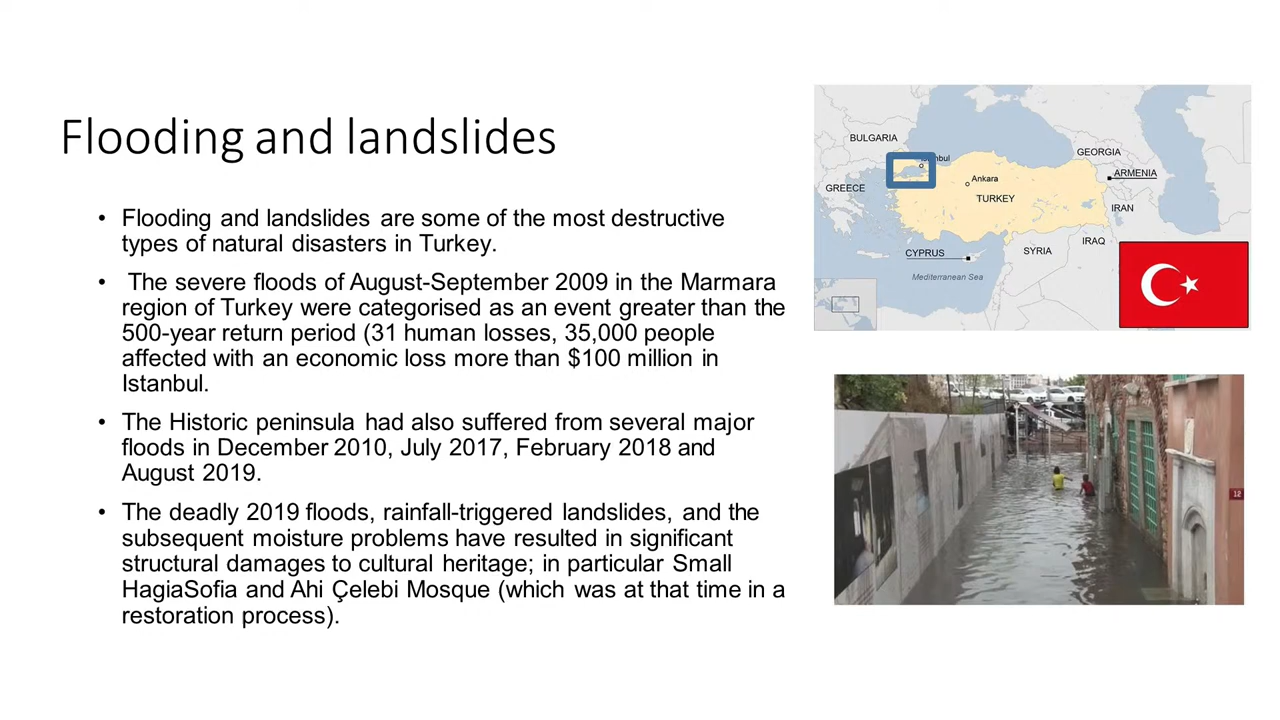 Flooding and landslides
• Flooding and landslides are some of the most destructive
types of natural disasters in Turkey.
• The severe floods of August-September 2009 in the Marmara
region of Turkey were categorised as an event greater than the
500-year return period (31 human losses, 35,000 people
affected with an economic loss more than $100 million in
Istanbul.
• The Historic peninsula had also suffered from several major
floods in December 2010, July 2017, February 2018 and
August 2019.
• The deadly 2019 floods, rainfall-triggered landslides, and the
subsequent moisture problems have resulted in significant
structural damages to cultural heritage; in particular Small
HagiaSofia and Ahi Çelebi Mosque (which was at that time in a
restoration process).
BULGARIA
Istanbul
GEORGIA
ARMENIA
Ankara
GREECE
TURKEY
IRAN
CYPRUS
SYRIA
IRAQ
Mediterranean Sea
12